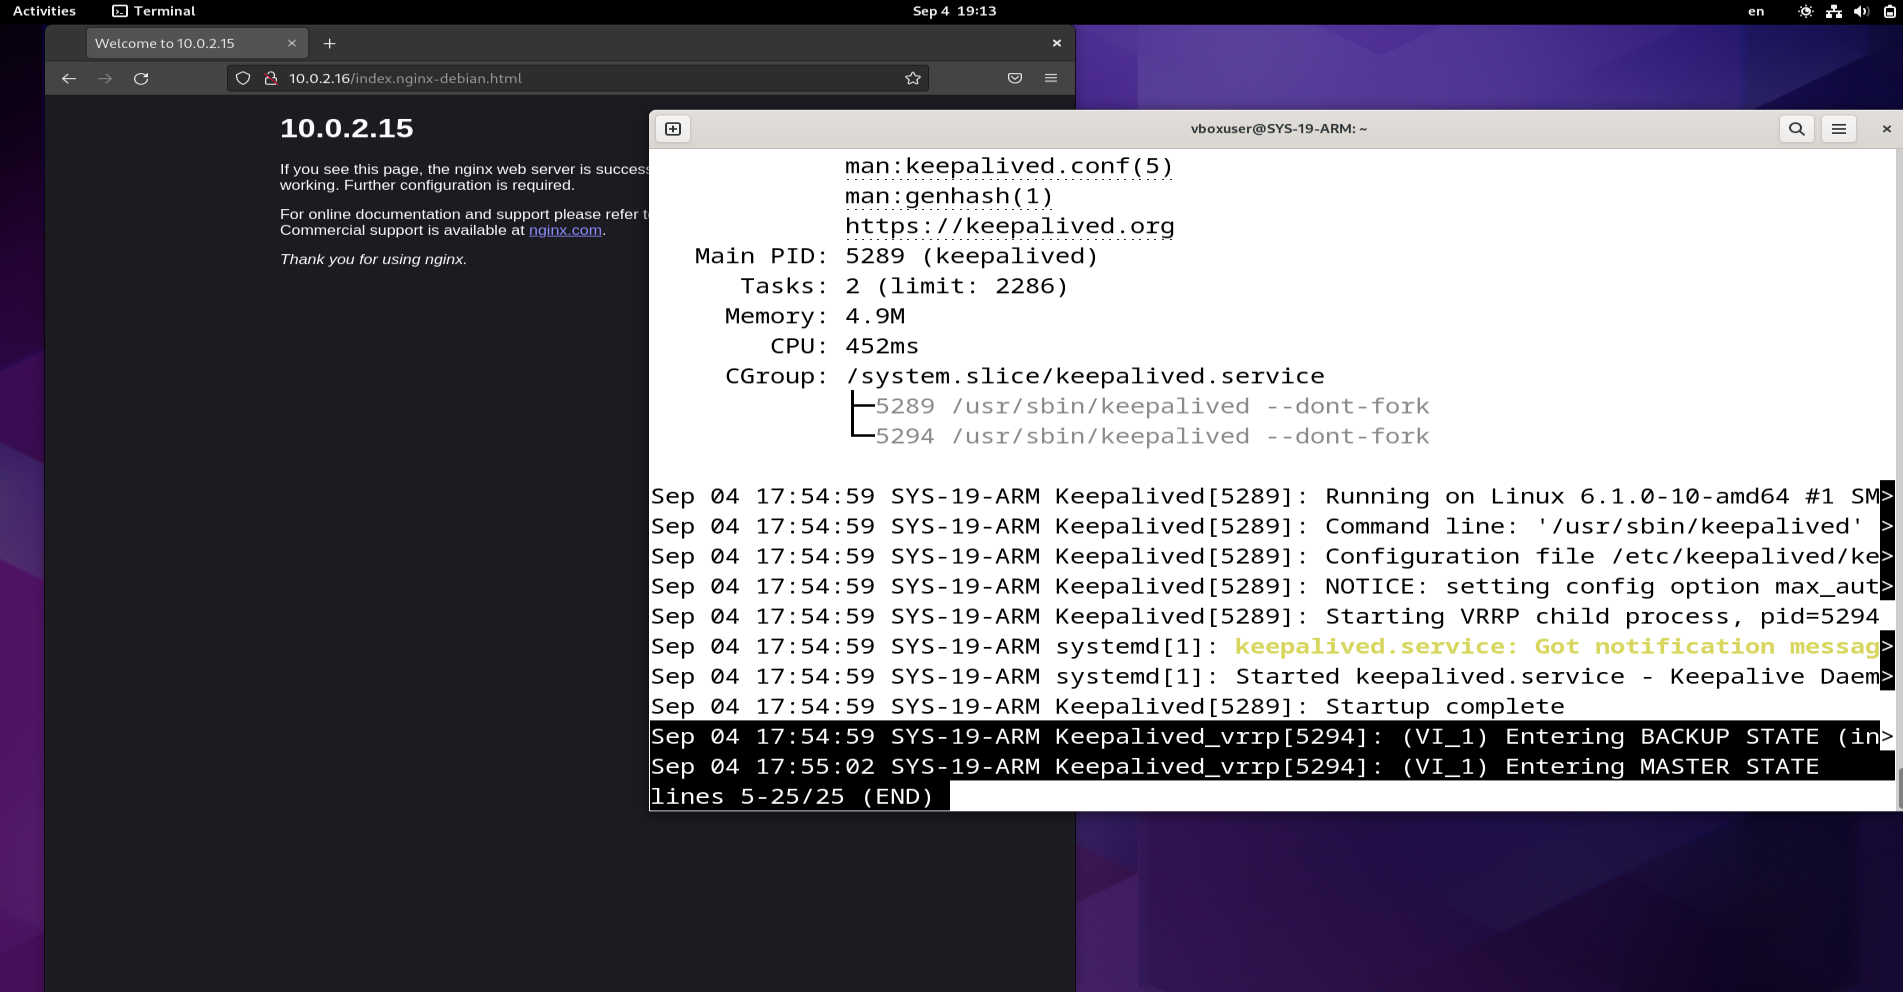 Activities
Terminal
Sep 4 19:13
en
Welcome to 10.0.2.15
10.0.2.16/index.nginx-debian.html
10.0.2.15
If you see this page, the nginx web server is success
working. Further configuration is required.
For online documentation and support please refer t
Commercial support is available at nginx.com.
Thank you for using nginx.
vboxuser@SYS-19-ARM: ~
man:keepalived.conf(5)
man:genhash(1)
https://keepalived.org
Main PID: 5289 (keepalived)
Tasks: 2 (limit: 2286)
Memory: 4.9M
CPU: 452ms
CGroup: /system.slice/keepalived.service
├─5289 /usr/sbin/keepalived --dont-fork
└─5294 /usr/sbin/keepalived --dont-fork
Sep 04 17:54:59 SYS-19-ARM Keepalived[5289]: Running on Linux 6.1.0-10-amd64 #1 SM>
Sep 04 17:54:59 SYS-19-ARM Keepalived[5289]: Command line: '/usr/sbin/keepalived' >
Sep 04 17:54:59 SYS-19-ARM Keepalived[5289]: Configuration file /etc/keepalived/ke>
Sep 04 17:54:59 SYS-19-ARM Keepalived[5289]: NOTICE: setting config option max_aut>
Sep 04 17:54:59 SYS-19-ARM Keepalived[5289]: Starting VRRP child process, pid=5294
Sep 04 17:54:59 SYS-19-ARM systemd[1]: keepalived.service: Got notification messag>
Sep 04 17:54:59 SYS-19-ARM systemd[1]: Started keepalived.service - Keepalive Daem>
Sep 04 17:54:59 SYS-19-ARM Keepalived[5289]: Startup complete
Sep 04 17:54:59 SYS-19-ARM Keepalived_vrrp[5294]: (VI_1) Entering BACKUP STATE (in>
Sep 04 17:55:02 SYS-19-ARM Keepalived_vrrp[5294]: (VI_1) Entering MASTER STATE
lines 5-25/25 (END)